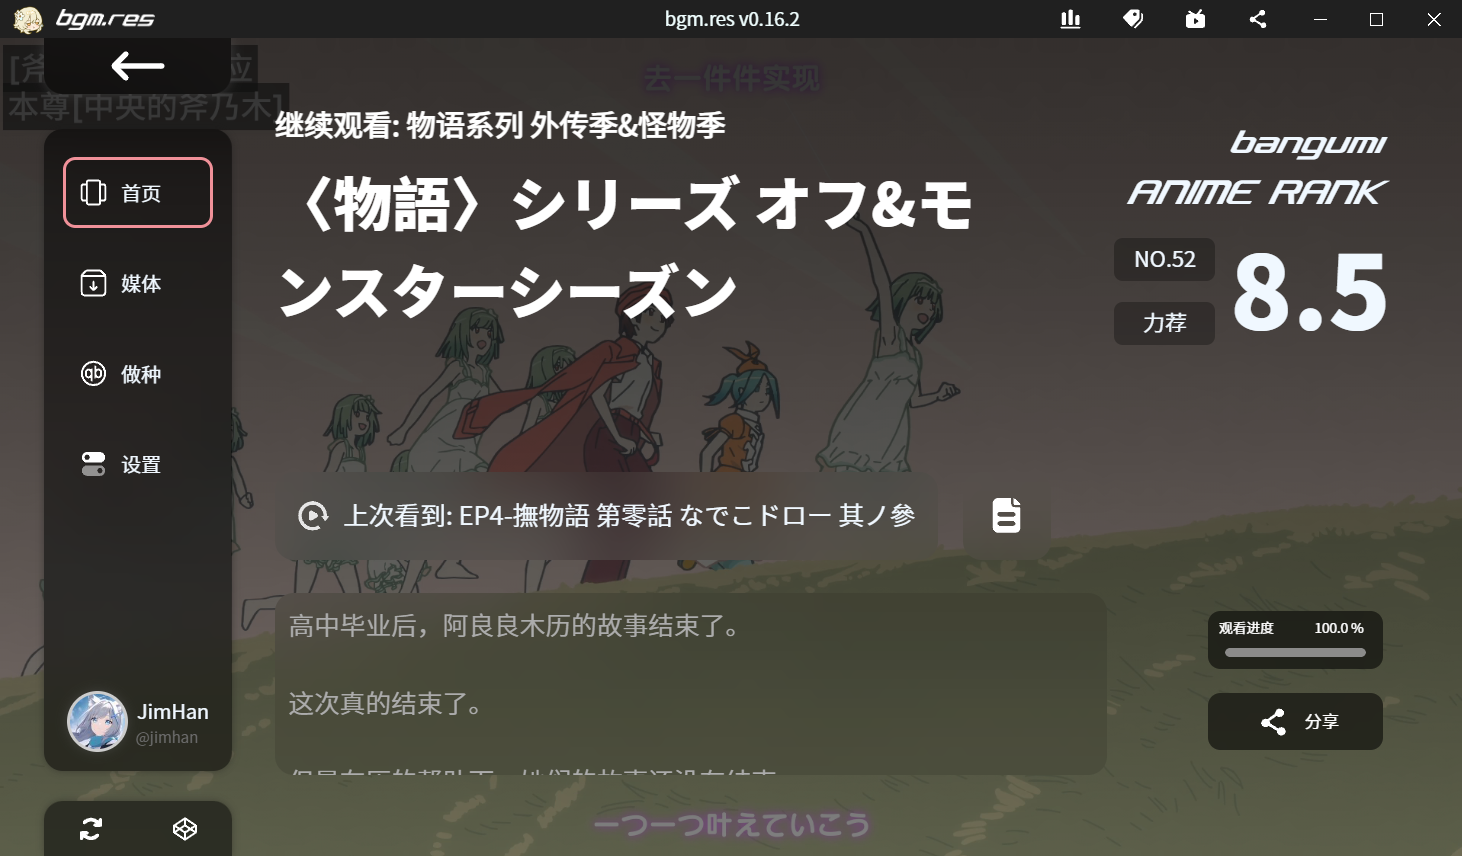 bgm.res
bgm.res v0.16.2
去一件件实现
应
本尊[中央的斧乃木]
继续观看: 物语系列 外传季&怪物季
〈物語〉シリーズ オフ&モ
ンスターシーズン
bangumi
ANIME RANK
NO.52
8.5
力荐
首页
媒体
qb 做种
设置
上次看到: EP4-撫物語 第零話 なでこドロー 其ノ參
高中毕业后，阿良良木历的故事结束了。
这次真的结束了。
观看进度 100.0 %
分享
JimHan
@jimhan
一つ一つ叶えていこう